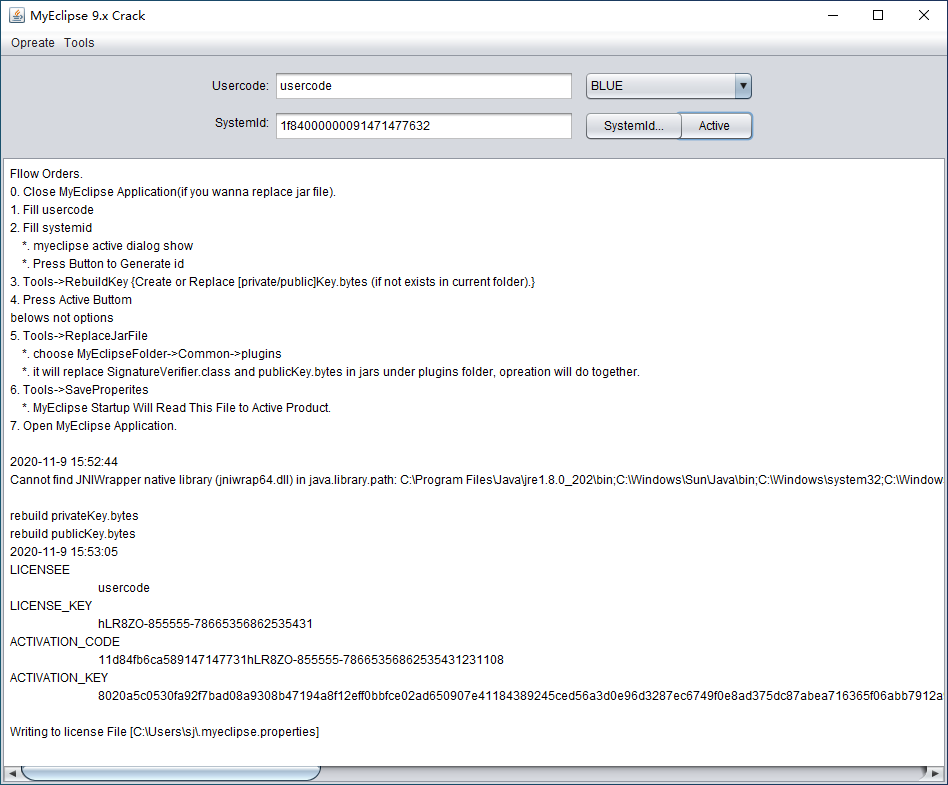 MyEclipse 9.x Crack
Opreate Tools
Usercode: usercode BLUE
SystemId: 1f84000000091471477632 SystemId... Active
Fllow Orders.
0. Close MyEclipse Application(if you wanna replace jar file).
1. Fill usercode
2. Fill systemid
*. myeclipse active dialog show
*. Press Button to Generate id
3. Tools->RebuildKey {Create or Replace [private/public]Key.bytes (if not exists in current folder).}
4. Press Active Buttom
belows not options
5. Tools->ReplaceJarFile
*. choose MyEclipseFolder->Common->plugins
*. it will replace SignatureVerifier.class and publicKey.bytes in jars under plugins folder, opreation will do together.
6. Tools->SaveProperites
*. MyEclipse Startup Will Read This File to Active Product.
7. Open MyEclipse Application.
2020-11-9 15:52:44
Cannot find JNIWrapper native library (jniwrap64.dll) in java.library.path: C:\Program Files\Java\jre1.8.0_202\bin;C:\Windows\Sun\Java\bin;C:\Windows\system32;C:\Window
rebuild privateKey.bytes
rebuild publicKey.bytes
2020-11-9 15:53:05
LICENSEE
usercode
LICENSE_KEY
hLR8ZO-855555-78665356862535431
ACTIVATION_CODE
11d84fb6ca589147147731hLR8ZO-855555-78665356862535431231108
ACTIVATION_KEY
8020a5c0530fa92f7bad08a9308b47194a8f12eff0bbfce02ad650907e41184389245ced56a3d0e96d3287ec6749f0e8ad375dc87abea716365f06abb7912a
Writing to license File [C:\Users\sj\.myeclipse.properties]